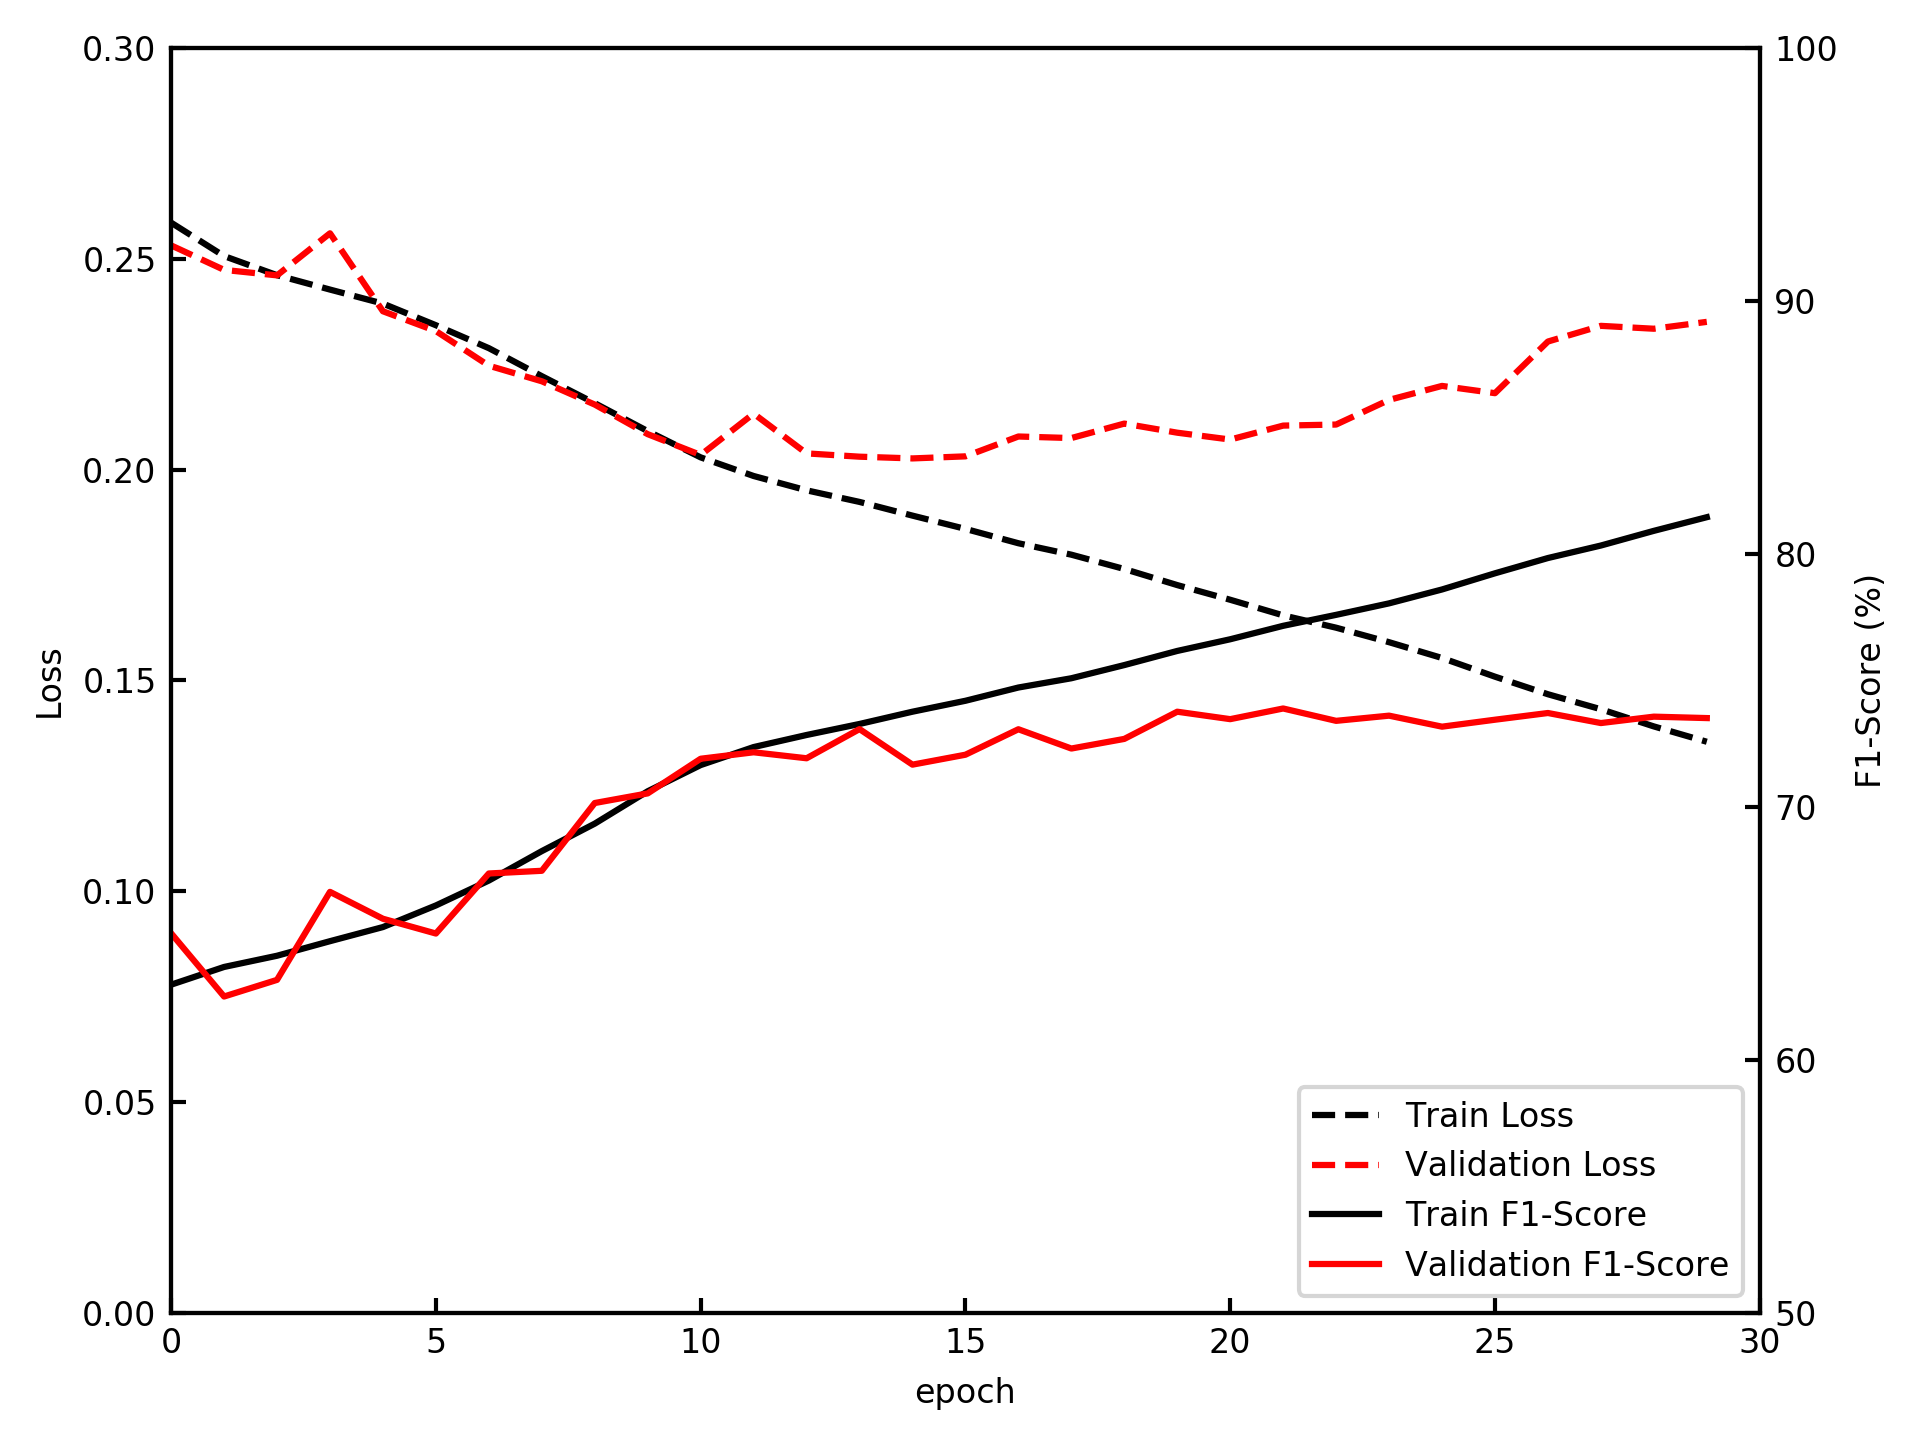 0.30
0.25
0.20
0.15
0.10
0.05
0.00
Loss
0
5
10
15
20
25
30
epoch
100
90
80
70
60
50
F1-Score (%)
Train Loss
Validation Loss
Train F1-Score
Validation F1-Score